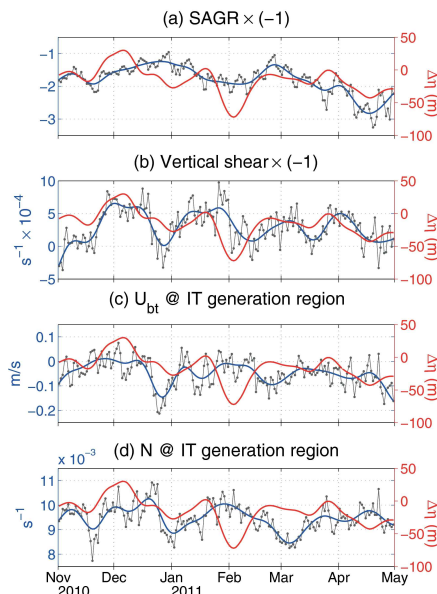 (a) SAGR × (−1)
−1
−2
−3
50
0
−50
−100
Δη (m)
(b) Vertical shear × (−1)
s⁻¹ × 10⁻⁴
10
5
0
−5
50
0
−50
−100
Δη (m)
(c) U_bt @ IT generation region
m/s
0.1
0
−0.1
−0.2
50
0
−50
−100
Δη (m)
(d) N @ IT generation region
x 10⁻³
s⁻¹
11
10
9
8
50
0
−50
−100
Δη (m)
Nov Dec Jan Feb Mar Apr May
2010 2011